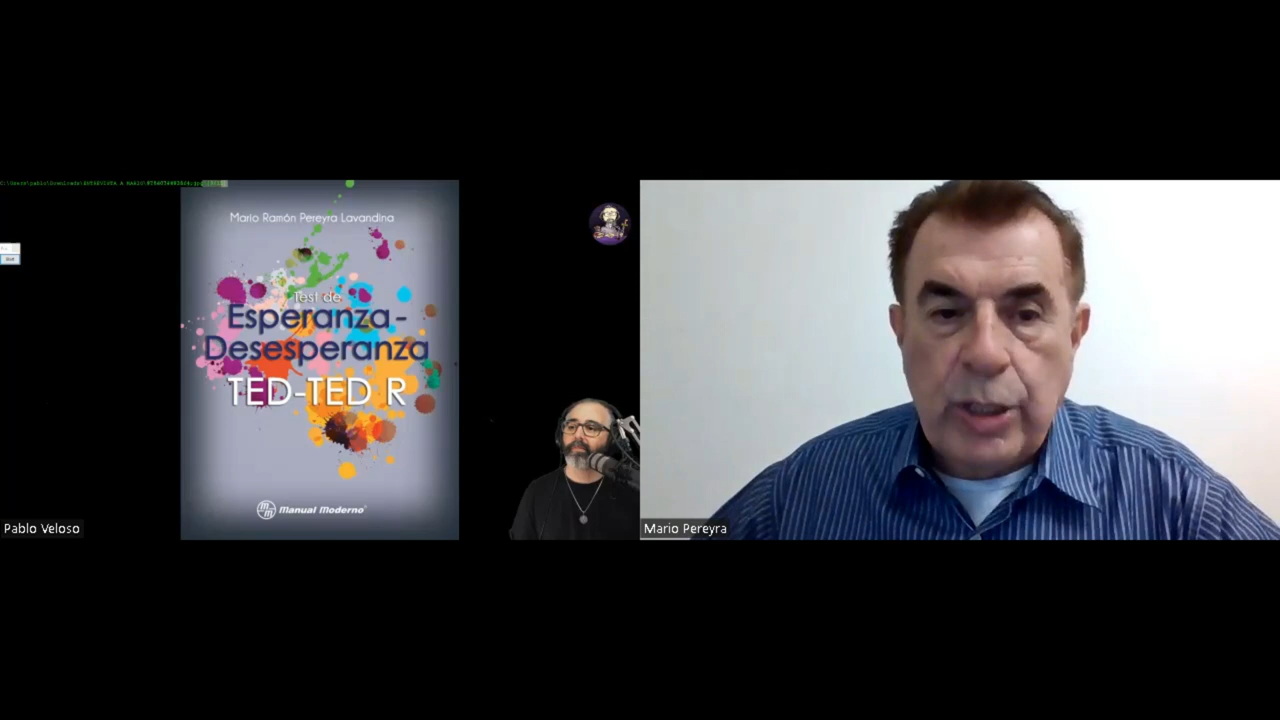 Mario Ramón Pereyra Lavandina
Test de
Esperanza-
Desesperanza
TED-TED R
Manual Moderno
Pablo Veloso
Mario Pereyra